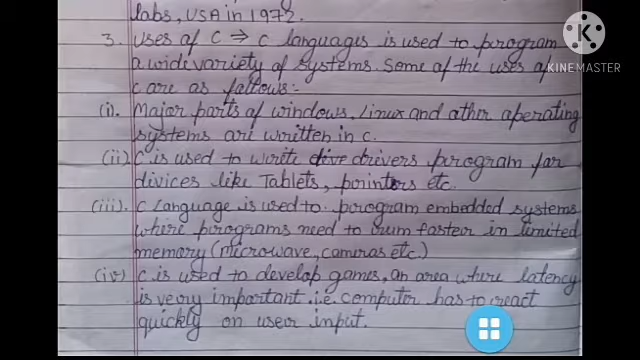 labs, USA in 1972.
3. Uses of C ⇒ C languages is used to program
a wide variety of systems. Some of the uses of
C are as follows:-
(i). Major parts of windows, Linux and other operating
systems are written in C.
(ii) C is used to write drivers program for
divices like Tablets, printers etc.
(iii). C Language is used to program embedded systems
where programs need to run faster in limited
memory (microwave, cameras etc.)
(iv) C is used to develop games, an area where latency
is very important i.e. computer has to react
quickly on user input.
KINEMASTER